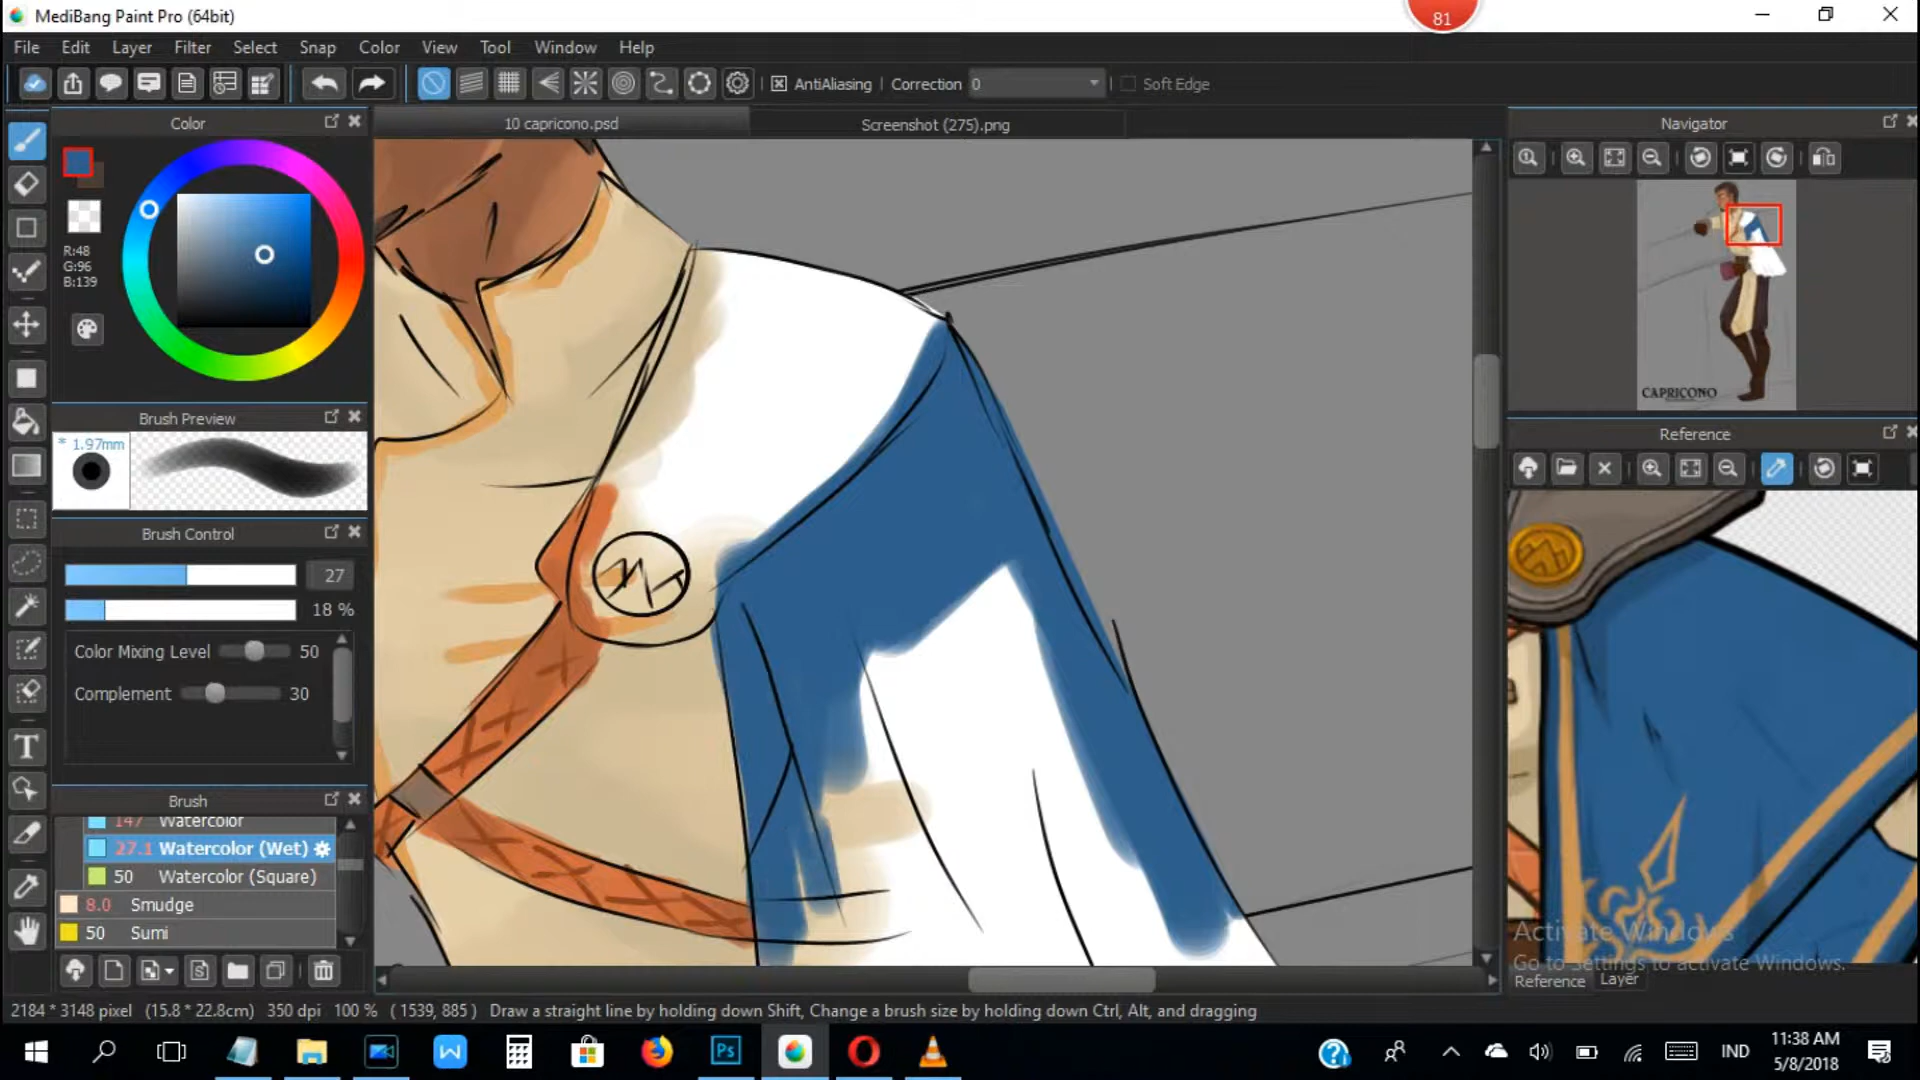 MediBang Paint Pro (64bit)
81
File Edit Layer Filter Select Snap Color View Tool Window Help
AntiAliasing Correction 0 Soft Edge
Color
10 capricono.psd
Screenshot (275).png
Navigator
R:48
G:96
B:139
CAPRICONO
Brush Preview
* 1.97mm
Reference
Brush Control
27
18 %
Color Mixing Level 50
Complement 30
Brush
147 Watercolor
27.1 Watercolor (Wet)
50 Watercolor (Square)
8.0 Smudge
50 Sumi
Activate Windows
Go to Settings to activate Windows.
Reference Layer
2184 * 3148 pixel (15.8 * 22.8cm) 350 dpi 100 % ( 1539, 885 ) Draw a straight line by holding down Shift, Change a brush size by holding down Ctrl, Alt, and dragging
W
Ps
IND
11:38 AM
5/8/2018